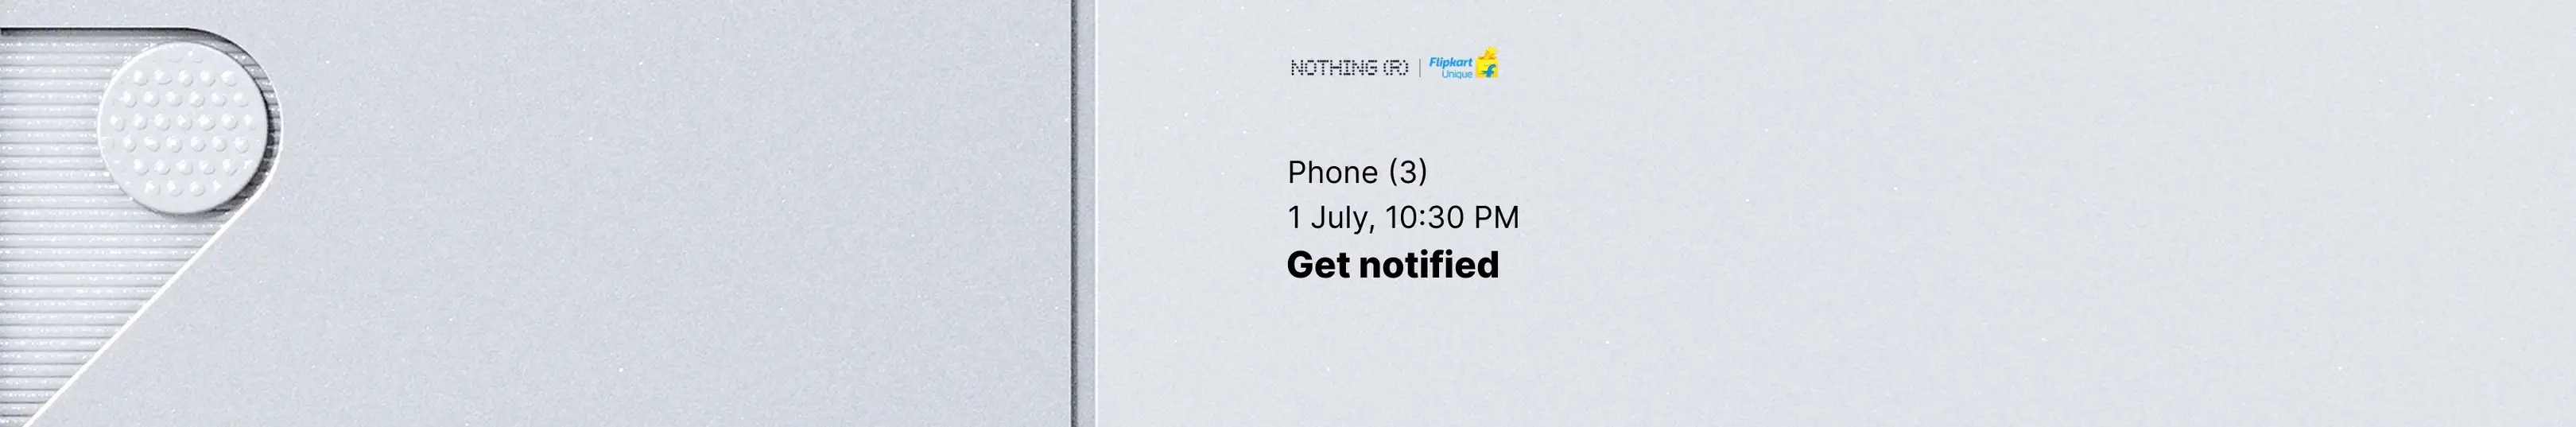 NOTHING (R) | Flipkart
Unique
Phone (3)
1 July, 10:30 PM
Get notified